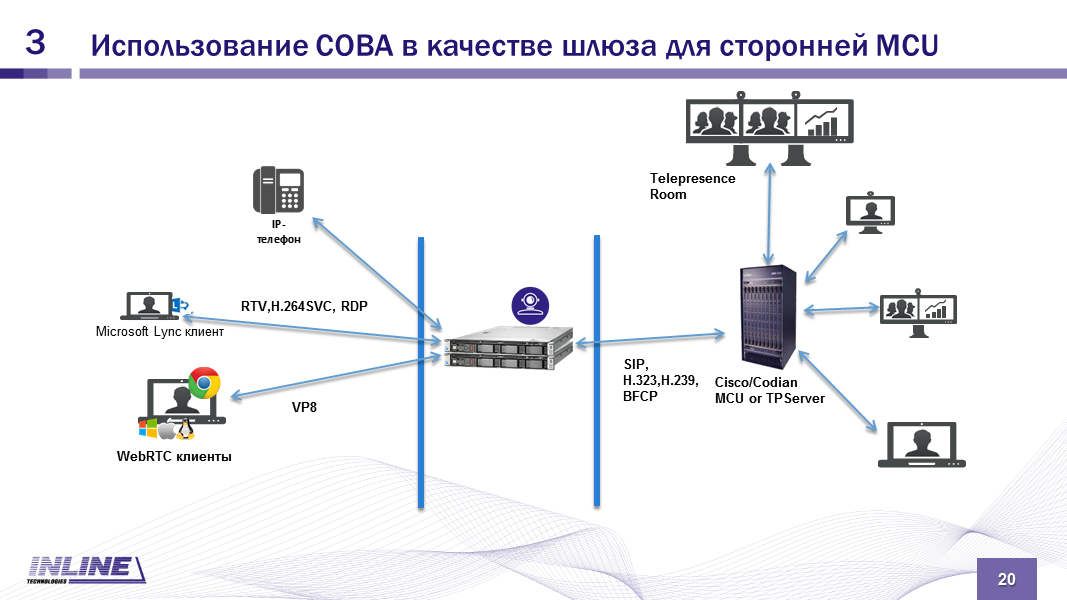 3
Использование СОВА в качестве шлюза для сторонней MCU
Telepresence
Room
IP-
телефон
RTV,H.264SVC, RDP
Microsoft Lync клиент
SIP,
H.323,H.239,
BFCP
Cisco/Codian
MCU or TPServer
VP8
WebRTC клиенты
INLINE
TECHNOLOGIES
20